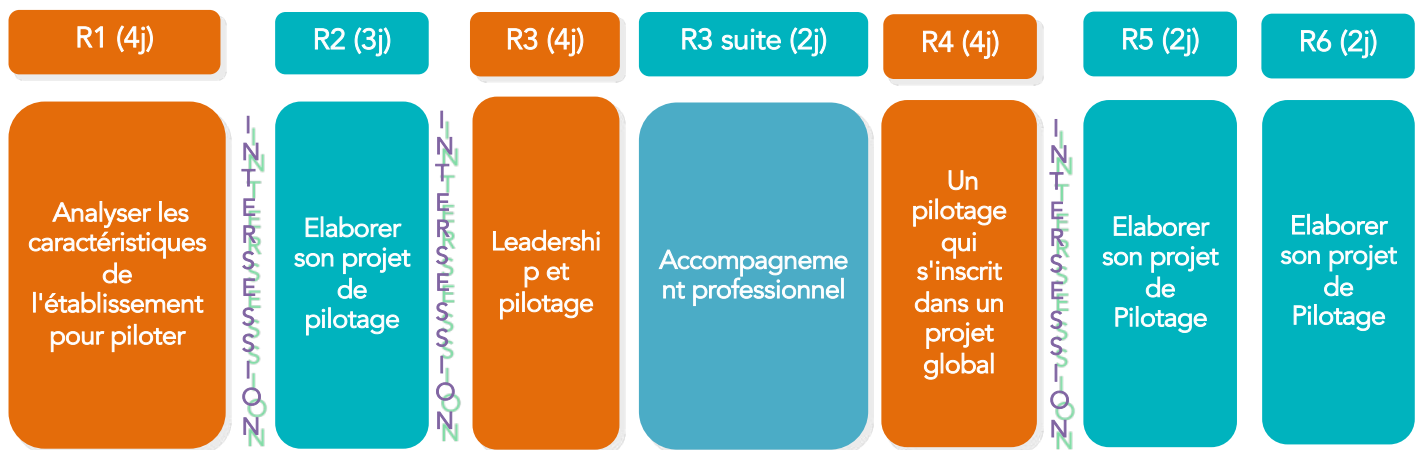 R1 (4j)
R2 (3j)
R3 (4j)
R3 suite (2j)
R4 (4j)
R5 (2j)
R6 (2j)
Analyser les
caractéristiques
de
l'établissement
pour piloter
INTERSESSION
Elaborer
son projet
de
pilotage
INTERSESSION
Leadershi
p et
pilotage
Accompagneme
nt professionnel
Un
pilotage
qui
s'inscrit
dans un
projet
global
INTERSESSION
Elaborer
son projet
de
Pilotage
Elaborer
son projet
de
Pilotage